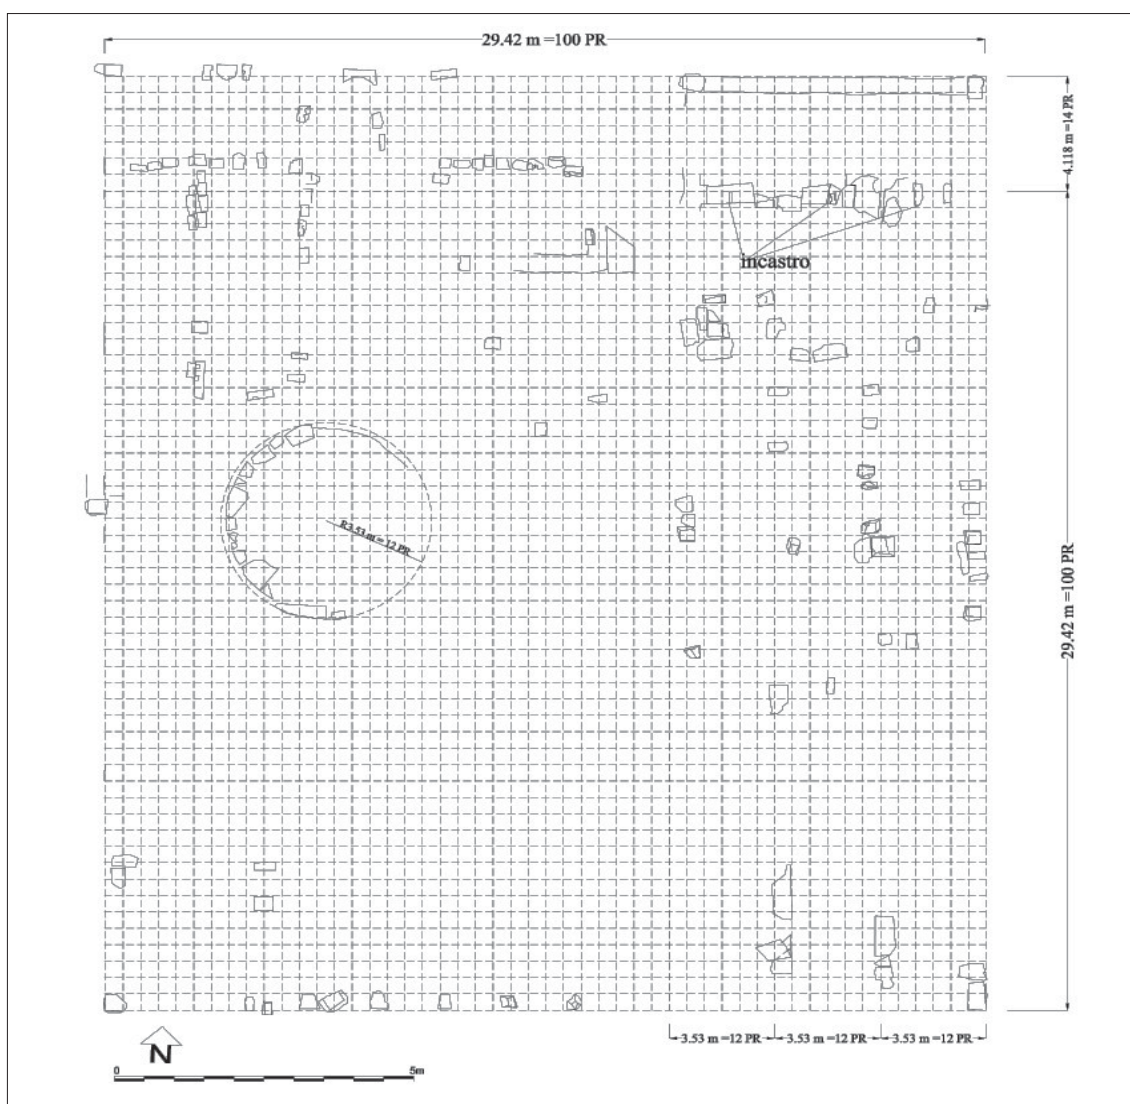 29.42 m =100 PR
4.118 m =14 PR
incastro
R3.53 m = 12 PR
29.42 m =100 PR
3.53 m =12 PR
3.53 m =12 PR
3.53 m =12 PR
N
0
5m